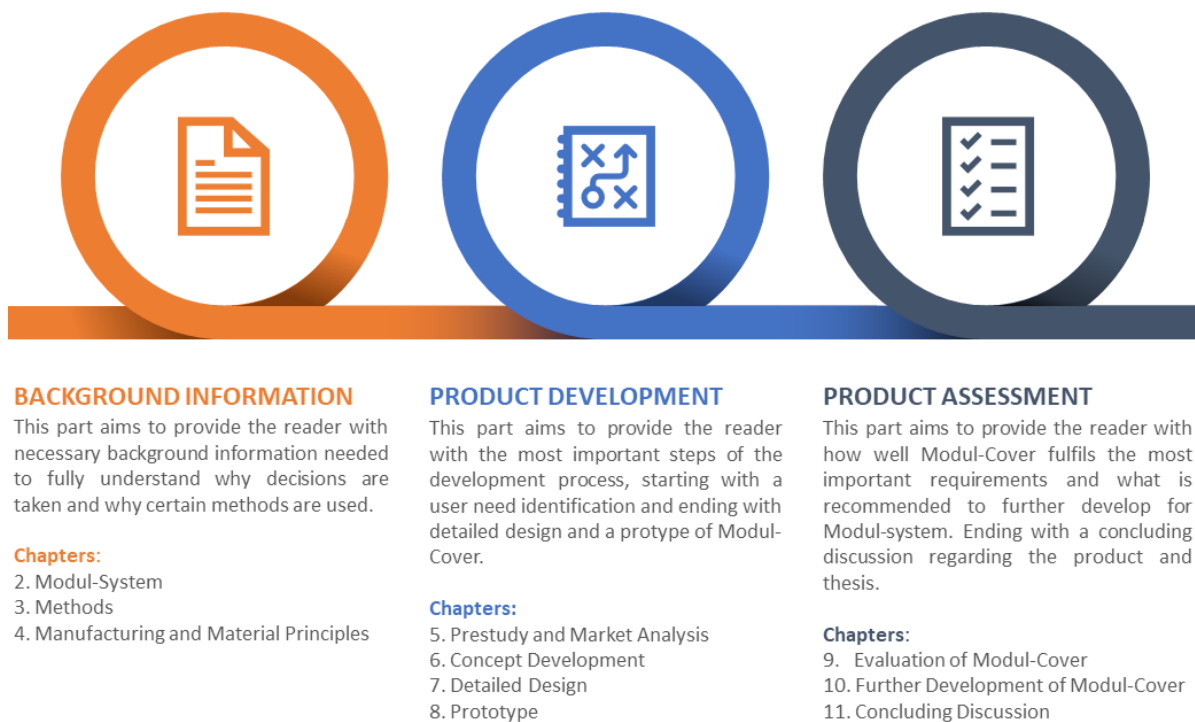 BACKGROUND INFORMATION
This part aims to provide the reader with
necessary background information needed
to fully understand why decisions are
taken and why certain methods are used.
Chapters:
2. Modul-System
3. Methods
4. Manufacturing and Material Principles
PRODUCT DEVELOPMENT
This part aims to provide the reader
with the most important steps of the
development process, starting with a
user need identification and ending with
detailed design and a protype of Modul-
Cover.
Chapters:
5. Prestudy and Market Analysis
6. Concept Development
7. Detailed Design
8. Prototype
PRODUCT ASSESSMENT
This part aims to provide the reader with
how well Modul-Cover fulfils the most
important requirements and what is
recommended to further develop for
Modul-system. Ending with a concluding
discussion regarding the product and
thesis.
Chapters:
9. Evaluation of Modul-Cover
10. Further Development of Modul-Cover
11. Concluding Discussion